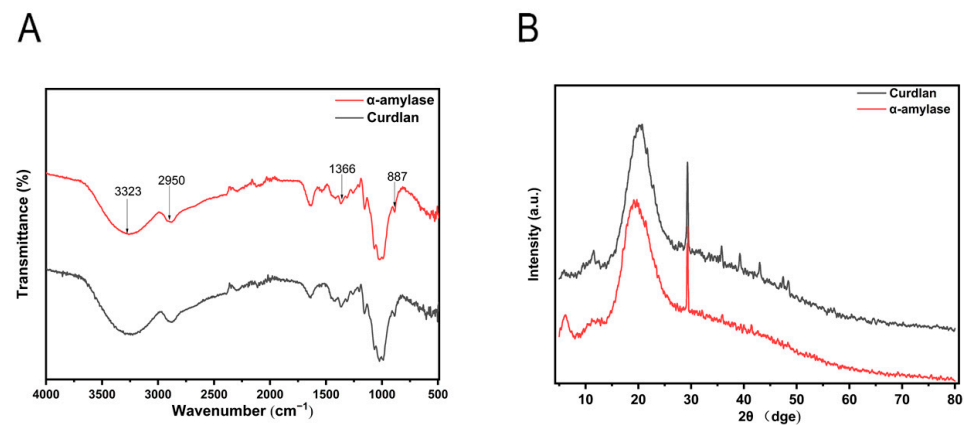 A
B
α-amylase
Curdlan
3323
2950
1366
887
Transmittance (%)
4000
3500
3000
2500
2000
1500
1000
500
Wavenumber (cm⁻¹)
Curdlan
α-amylase
Intensity (a.u.)
10
20
30
40
50
60
70
80
2θ (dge)